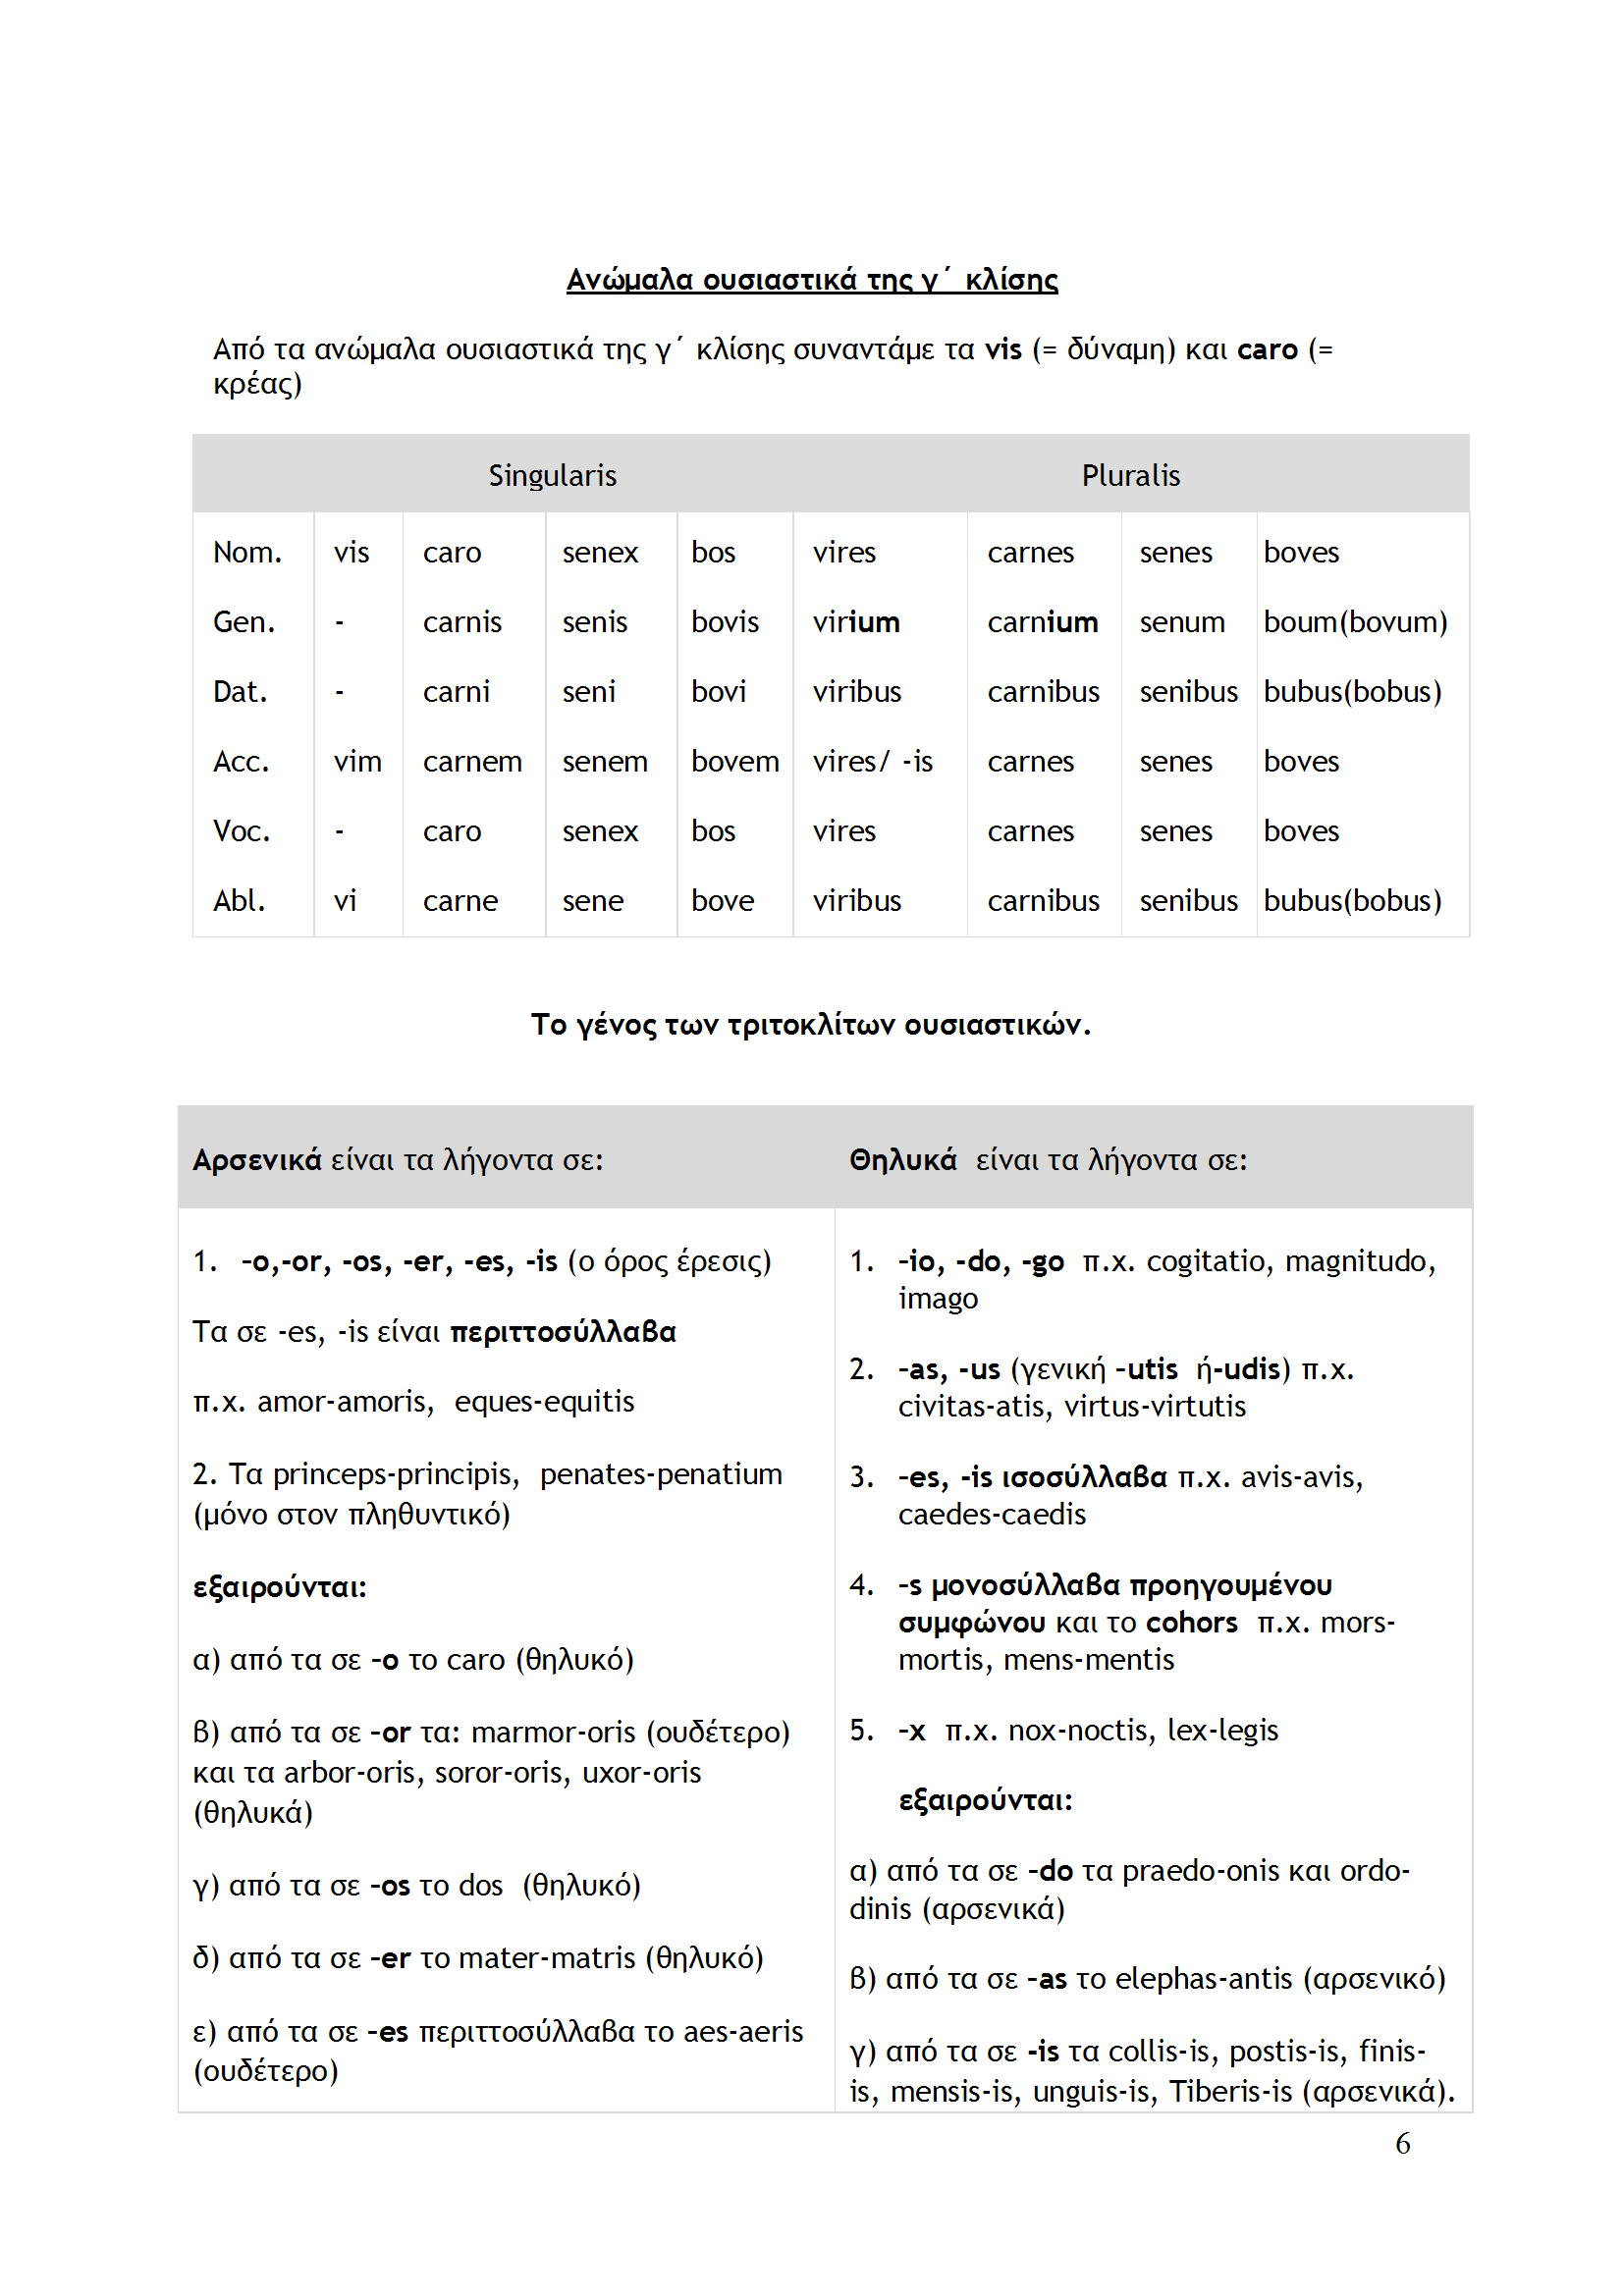 Ανώμαλα ουσιαστικά της γ΄ κλίσης
Από τα ανώμαλα ουσιαστικά της γ΄ κλίσης συναντάμε τα vis (= δύναμη) και caro (=
κρέας)
Singularis Pluralis
Nom. vis caro senex bos vires carnes senes boves
Gen. - carnis senis bovis virium carnium senum boum(bovum)
Dat. - carni seni bovi viribus carnibus senibus bubus(bobus)
Acc. vim carnem senem bovem vires/ -is carnes senes boves
Voc. - caro senex bos vires carnes senes boves
Abl. vi carne sene bove viribus carnibus senibus bubus(bobus)
Το γένος των τριτοκλίτων ουσιαστικών.
Αρσενικά είναι τα λήγοντα σε:
1. –o,-or, -os, -er, -es, -is (ο όρος έρεσις)
Τα σε -es, -is είναι περιττοσύλλαβα
π.χ. amor-amoris, eques-equitis
2. Τα princeps-principis, penates-penatium
(μόνο στον πληθυντικό)
εξαιρούνται:
α) από τα σε –o το caro (θηλυκό)
β) από τα σε –or τα: marmor-oris (ουδέτερο)
και τα arbor-oris, soror-oris, uxor-oris
(θηλυκά)
γ) από τα σε –os το dos (θηλυκό)
δ) από τα σε –er το mater-matris (θηλυκό)
ε) από τα σε –es περιττοσύλλαβα το aes-aeris
(ουδέτερο)
Θηλυκά είναι τα λήγοντα σε:
1. –io, -do, -go π.χ. cogitatio, magnitudo,
imago
2. –as, -us (γενική –utis ή-udis) π.χ.
civitas-atis, virtus-virtutis
3. –es, -is ισοσύλλαβα π.χ. avis-avis,
caedes-caedis
4. –s μονοσύλλαβα προηγουμένου
συμφώνου και το cohors π.χ. mors-
mortis, mens-mentis
5. –x π.χ. nox-noctis, lex-legis
εξαιρούνται:
α) από τα σε –do τα praedo-onis και ordo-
dinis (αρσενικά)
β) από τα σε –as το elephas-antis (αρσενικό)
γ) από τα σε -is τα collis-is, postis-is, finis-
is, mensis-is, unguis-is, Tiberis-is (αρσενικά).
6